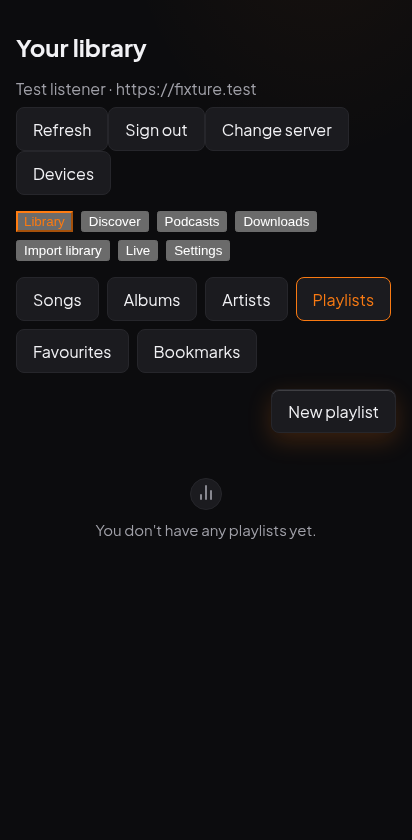 Your library
Test listener · https://fixture.test
Refresh Sign out Change server
Devices
Library Discover Podcasts Downloads
Import library Live Settings
Songs Albums Artists Playlists
Favourites Bookmarks
New playlist
You don't have any playlists yet.